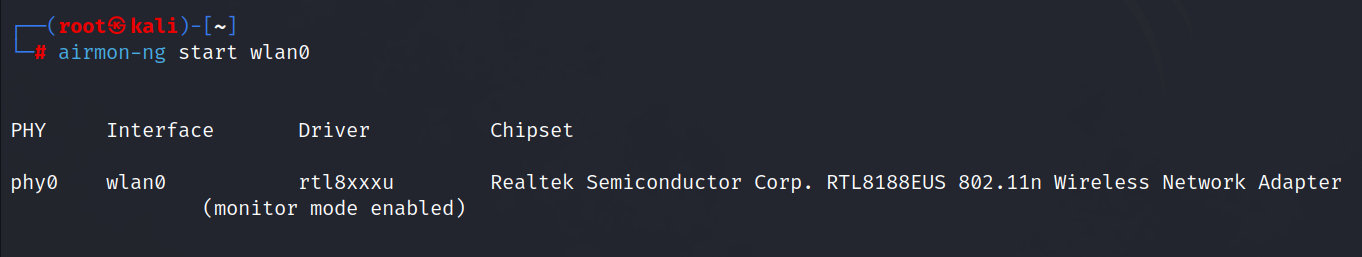 ┌──(root㉿kali)-[~]
└─# airmon-ng start wlan0
PHY Interface Driver Chipset
phy0 wlan0 rtl8xxxu Realtek Semiconductor Corp. RTL8188EUS 802.11n Wireless Network Adapter
(monitor mode enabled)